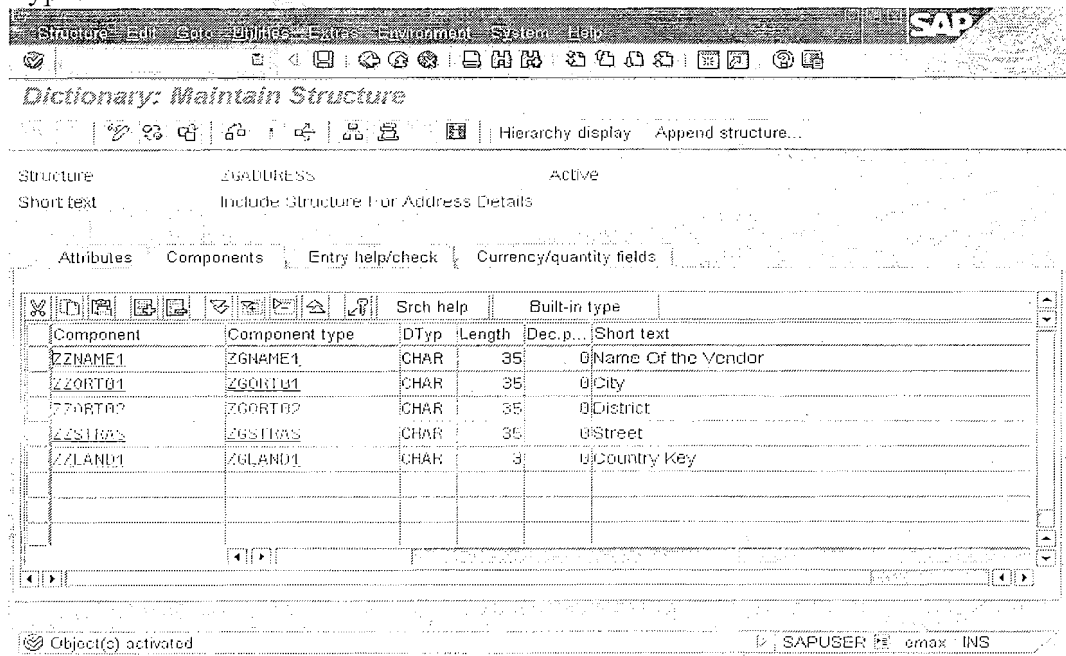 Structure Edit Goto Utilities Extras Environment System Help
SAP
Dictionary: Maintain Structure
Hierarchy display Append structure...
Structure ZGADDRESS Active
Short text Include Structure For Address Details
Attributes Components Entry help/check Currency/quantity fields
Srch help Built-in type
Component Component type DTyp Length Dec.p... Short text
ZZNAME1 ZGNAME1 CHAR 35 0 Name Of the Vendor
ZZORT01 ZGORT01 CHAR 35 0 City
ZZORT02 ZGORT02 CHAR 35 0 District
ZZSTRAS ZGSTRAS CHAR 35 0 Street
ZZLAND1 ZGLAND1 CHAR 3 0 Country Key
Object(s) activated SAPUSER emax INS